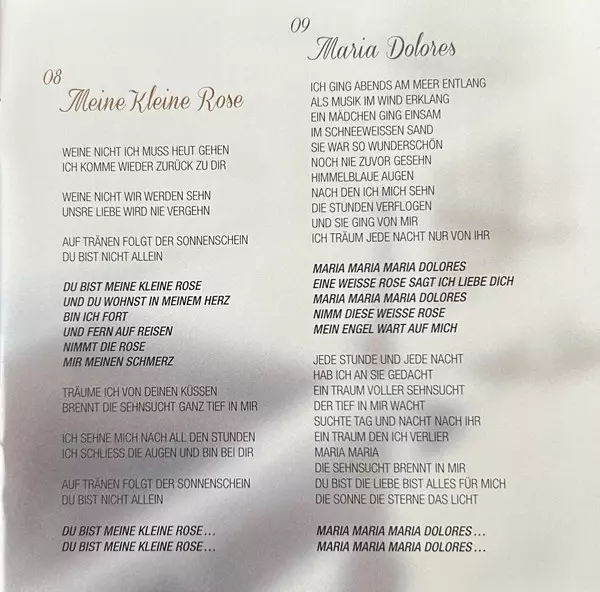 08
Meine Kleine Rose
WEINE NICHT ICH MUSS HEUT GEHEN
ICH KOMME WIEDER ZURÜCK ZU DIR
WEINE NICHT WIR WERDEN SEHN
UNSRE LIEBE WIRD NIE VERGEHN
AUF TRÄNEN FOLGT DER SONNENSCHEIN
DU BIST NICHT ALLEIN
DU BIST MEINE KLEINE ROSE
UND DU WOHNST IN MEINEM HERZ
BIN ICH FORT
UND FERN AUF REISEN
NIMMT DIE ROSE
MIR MEINEN SCHMERZ
TRÄUME ICH VON DEINEN KÜSSEN
BRENNT DIE SEHNSUCHT GANZ TIEF IN MIR
ICH SEHNE MICH NACH ALL DEN STUNDEN
ICH SCHLIESS DIE AUGEN UND BIN BEI DIR
AUF TRÄNEN FOLGT DER SONNENSCHEIN
DU BIST NICHT ALLEIN
DU BIST MEINE KLEINE ROSE...
DU BIST MEINE KLEINE ROSE...
09
Maria Dolores
ICH GING ABENDS AM MEER ENTLANG
ALS MUSIK IM WIND ERKLANG
EIN MÄDCHEN GING EINSAM
IM SCHNEEWEISSEN SAND
SIE WAR SO WUNDERSCHÖN
NOCH NIE ZUVOR GESEHN
HIMMELBLAUE AUGEN
NACH DEN ICH MICH SEHN
DIE STUNDEN VERFLOGEN
UND SIE GING VON MIR
ICH TRÄUM JEDE NACHT NUR VON IHR
MARIA MARIA MARIA DOLORES
EINE WEISSE ROSE SAGT ICH LIEBE DICH
MARIA MARIA MARIA DOLORES
NIMM DIESE WEISSE ROSE
MEIN ENGEL WART AUF MICH
JEDE STUNDE UND JEDE NACHT
HAB ICH AN SIE GEDACHT
EIN TRAUM VOLLER SEHNSUCHT
DER TIEF IN MIR WACHT
SUCHTE TAG UND NACHT NACH IHR
EIN TRAUM DEN ICH VERLIER
MARIA MARIA
DIE SEHNSUCHT BRENNT IN MIR
DU BIST DIE LIEBE BIST ALLES FÜR MICH
DIE SONNE DIE STERNE DAS LICHT
MARIA MARIA MARIA DOLORES...
MARIA MARIA MARIA DOLORES...